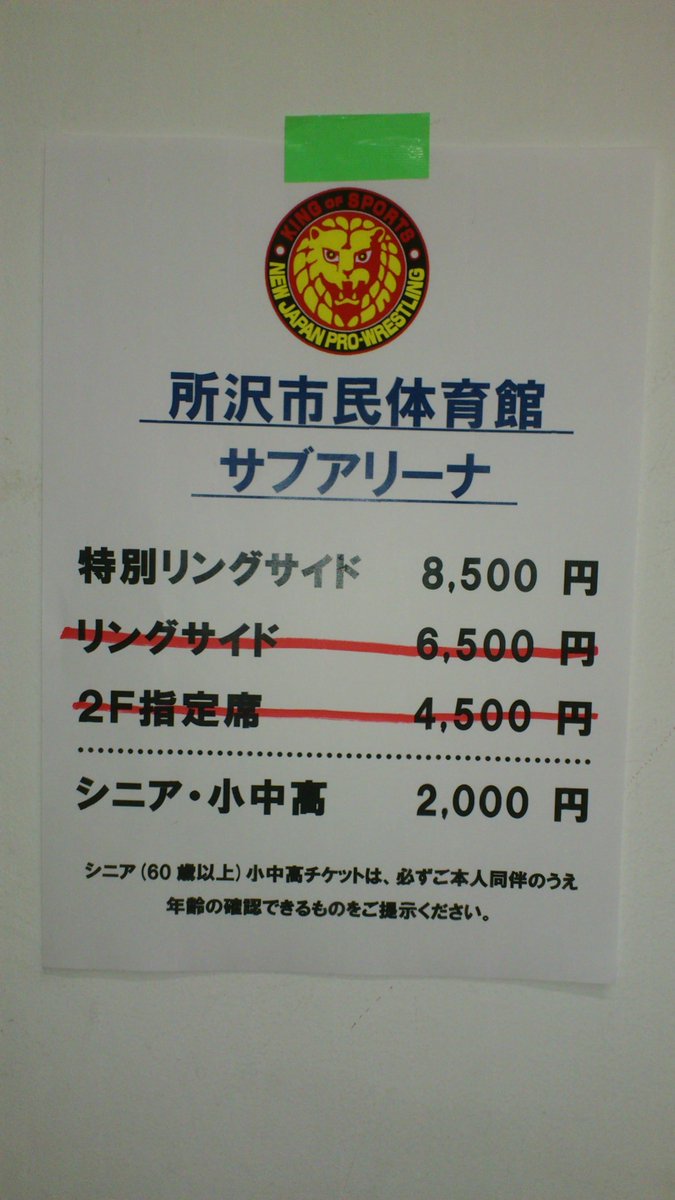 KING OF SPORTS
NEW JAPAN PRO-WRESTLING
所沢市民体育館
サブアリーナ
特別リングサイド 8,500 円
リングサイド 6,500 円
2F指定席 4,500 円
シニア・小中高 2,000 円
シニア(60歳以上)小中高チケットは、必ずご本人同伴のうえ
年齢の確認できるものをご提示ください。